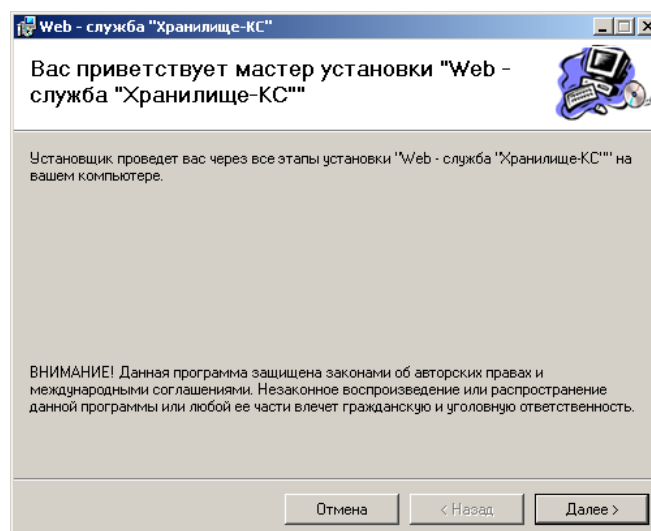 Web - служба "Хранилище-КС"
Вас приветствует мастер установки "Web -
служба "Хранилище-КС""
Установщик проведет вас через все этапы установки "Web - служба "Хранилище-КС"" на
вашем компьютере.
ВНИМАНИЕ! Данная программа защищена законами об авторских правах и
международными соглашениями. Незаконное воспроизведение или распространение
данной программы или любой ее части влечет гражданскую и уголовную ответственность.
Отмена
< Назад
Далее >